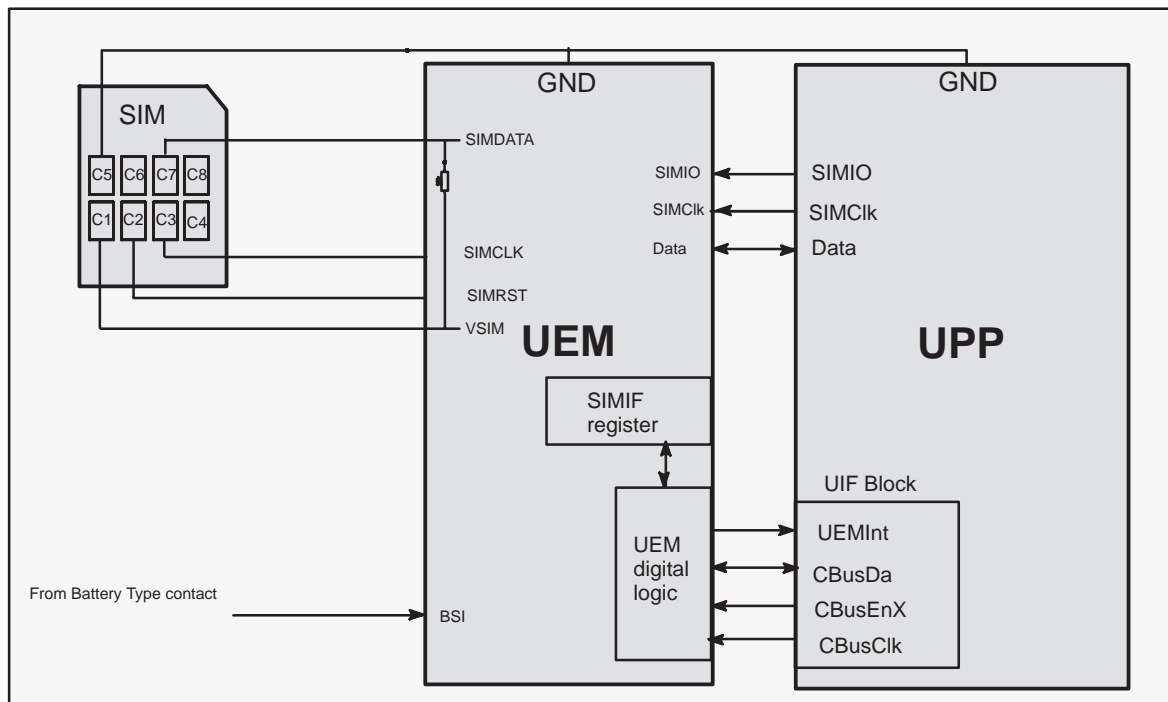 GND
GND
SIM
SIMDATA
C5 C6 C7 C8
SIMIO
SIMIO
C1 C2 C3 C4
SIMClk
SIMClk
SIMCLK
Data
Data
SIMRST
VSIM
UEM
UPP
SIMIF
register
UIF Block
UEM
digital
logic
UEMInt
CBusDa
CBusEnX
CBusClk
From Battery Type contact
BSI